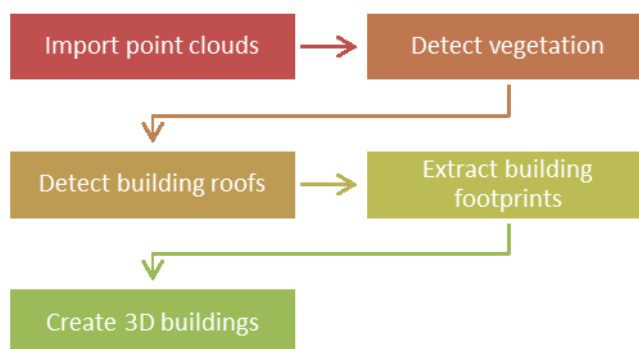 Import point clouds
Detect vegetation
Detect building roofs
Extract building
footprints
Create 3D buildings